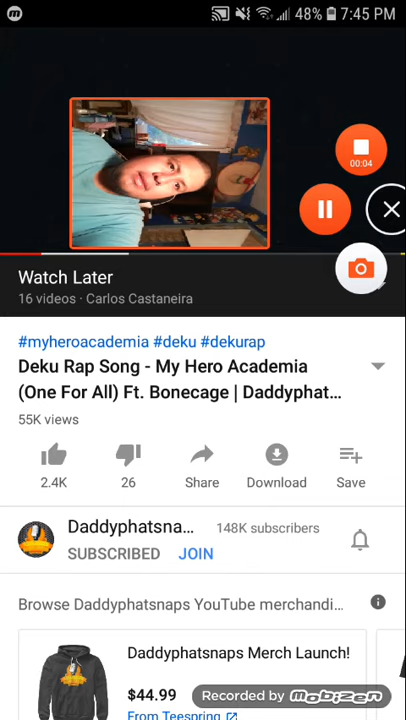 48% 7:45 PM
00:04
Watch Later
16 videos · Carlos Castaneira
#myheroacademia #deku #dekurap
Deku Rap Song - My Hero Academia
(One For All) Ft. Bonecage | Daddyphat...
55K views
2.4K 26 Share Download Save
Daddyphatsna... 148K subscribers
SUBSCRIBED JOIN
Browse Daddyphatsnaps YouTube merchandi...
Daddyphatsnaps Merch Launch!
$44.99
From Teespring
Recorded by mobizen